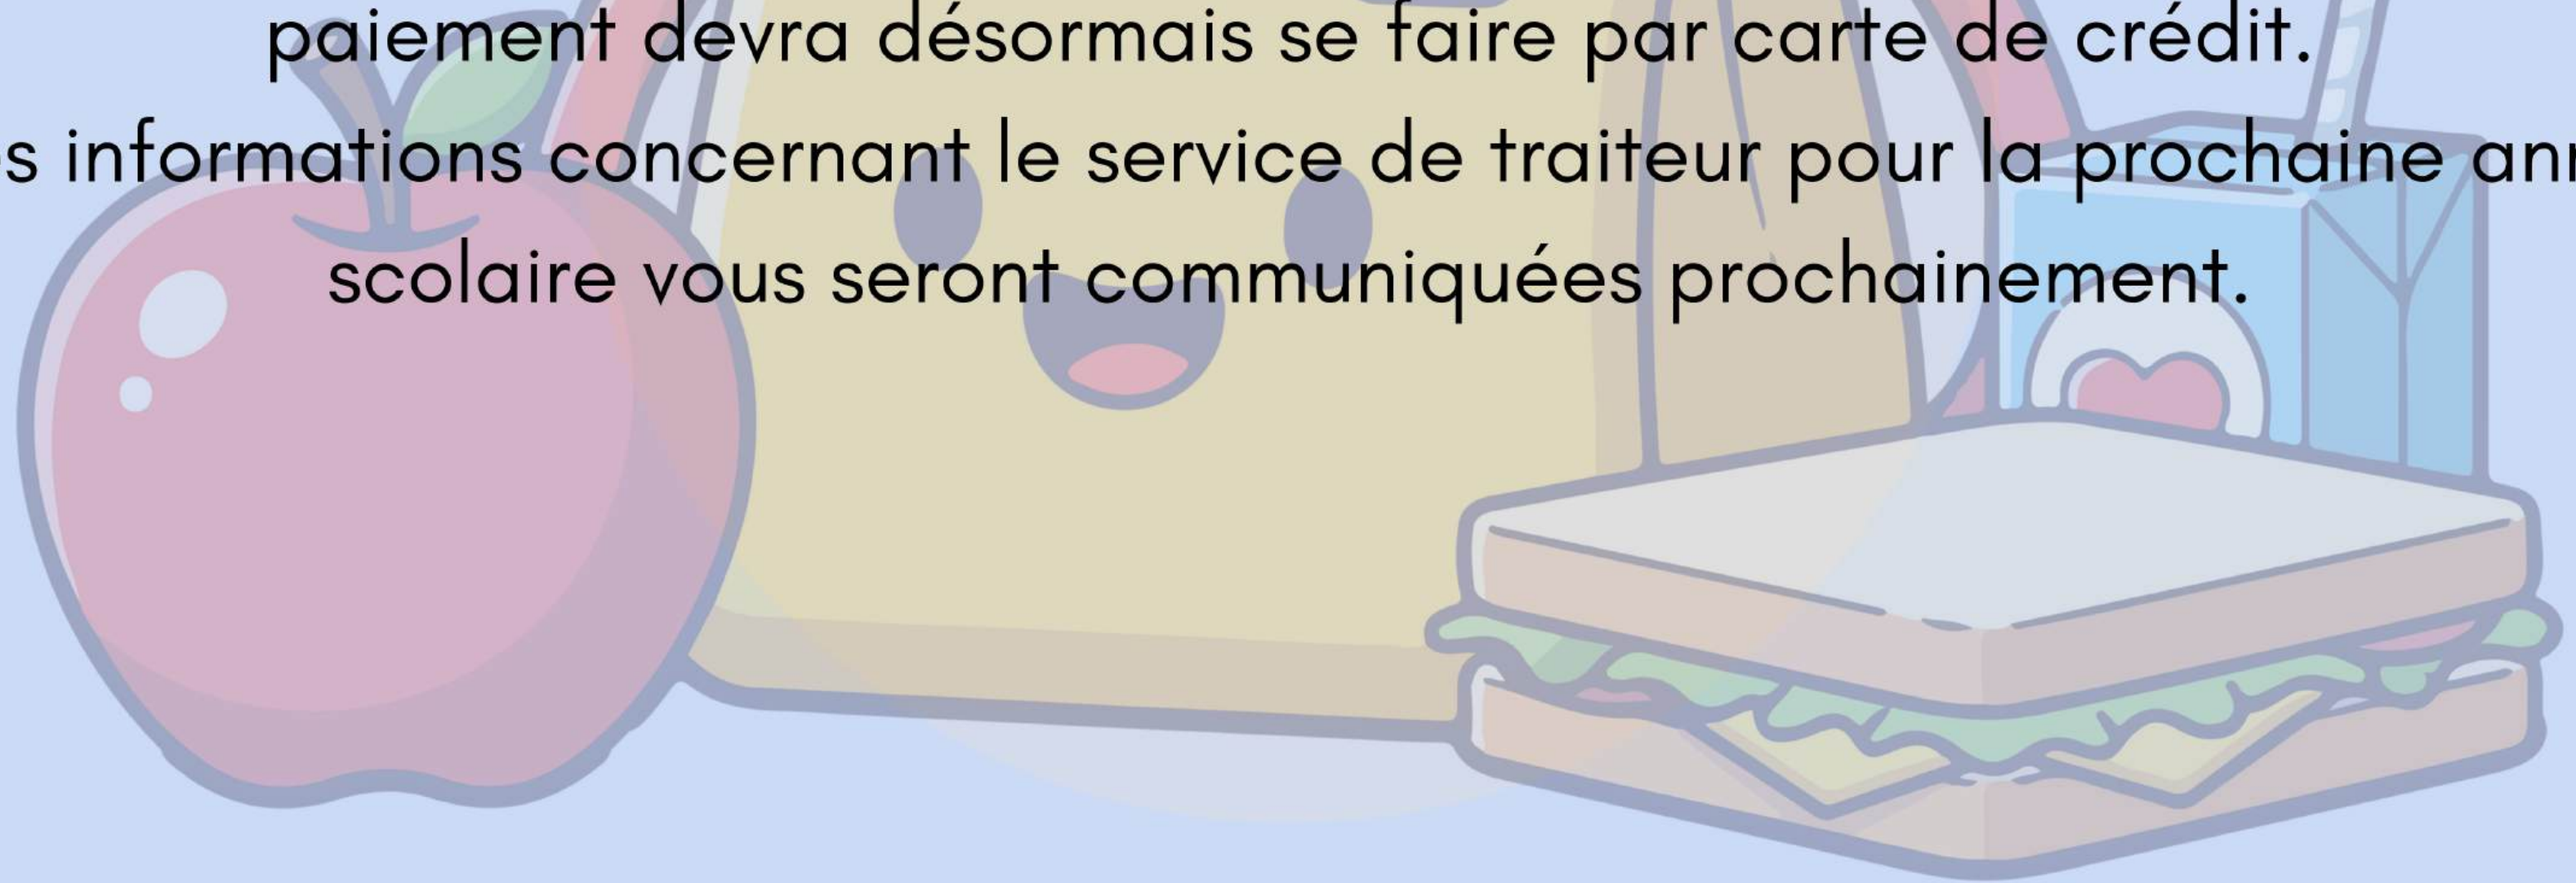 paiement devra désormais se faire par carte de crédit.
informations concernant le service de traiteur pour la prochaine
scolaire vous seront communiquées prochainement.